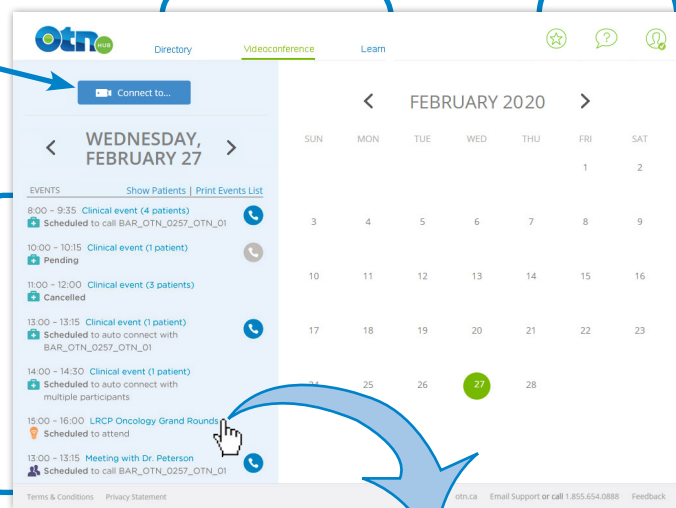 otn HUB
Directory
Videoconference
Learn
?
Connect to...
WEDNESDAY,
FEBRUARY 27
EVENTS
Show Patients | Print Events List
8:00 – 9:35 Clinical event (4 patients)
Scheduled to call BAR_OTN_0257_OTN_01
10:00 – 10:15 Clinical event (1 patient)
Pending
11:00 – 12:00 Clinical event (3 patients)
Cancelled
13:00 – 13:15 Clinical event (1 patient)
Scheduled to auto connect with
BAR_OTN_0257_OTN_01
14:00 – 14:30 Clinical event (1 patient)
Scheduled to auto connect with
multiple participants
15:00 – 16:00 LRCP Oncology Grand Rounds
Scheduled to attend
13:00 – 13:15 Meeting with Dr. Peterson
Scheduled to call BAR_OTN_0257_OTN_01
FEBRUARY 2020
SUN MON TUE WED THU FRI SAT
1 2
3 4 5 6 7 8 9
10 11 12 13 14 15 16
17 18 19 20 21 22 23
24 25 26 27 28
Terms & Conditions Privacy Statement
otn.ca Email Support or call 1.855.654.0888 Feedback